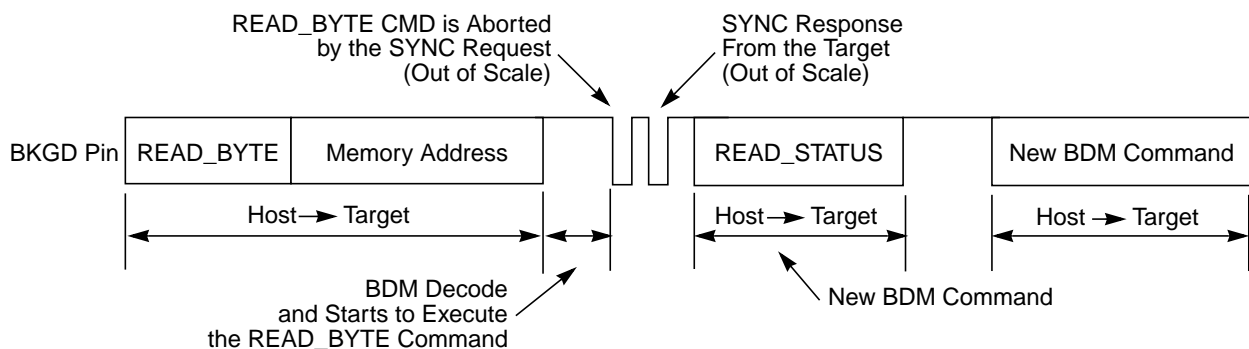 READ_BYTE CMD is Aborted
by the SYNC Request
(Out of Scale)
SYNC Response
From the Target
(Out of Scale)
BKGD Pin
READ_BYTE
Memory Address
READ_STATUS
New BDM Command
Host → Target
Host → Target
Host → Target
BDM Decode
and Starts to Execute
the READ_BYTE Command
New BDM Command